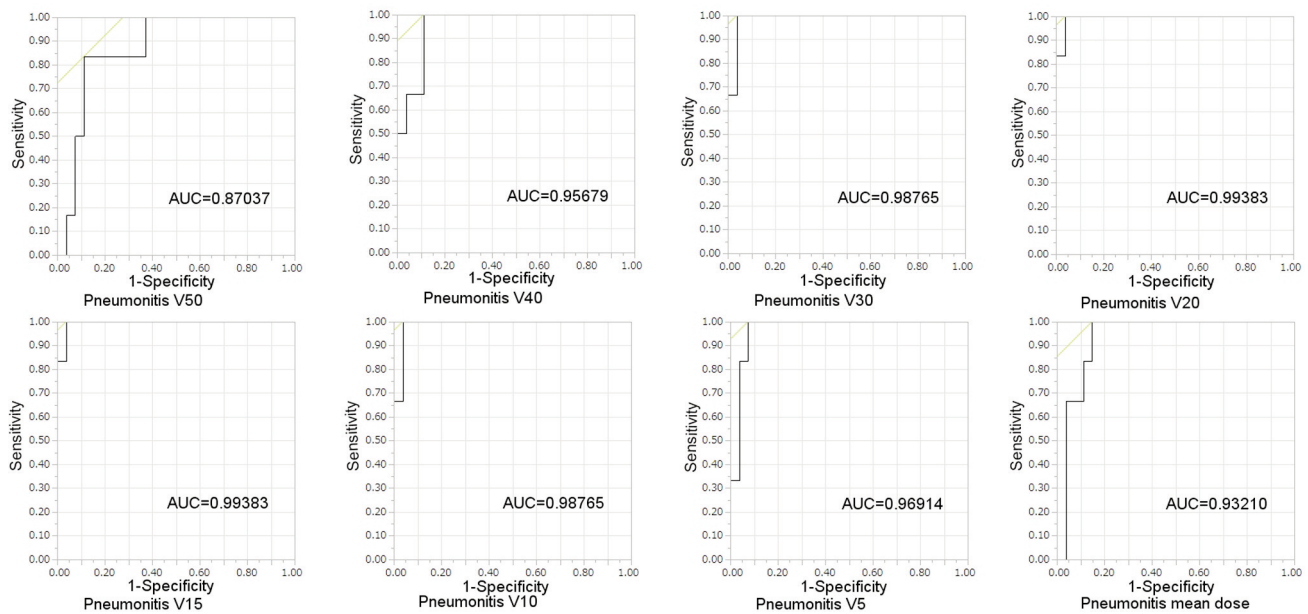 1.00
0.90
0.80
0.70
0.60
0.50
0.40
0.30
0.20
0.10
0.00
Sensitivity
AUC=0.87037
0.00 0.20 0.40 0.60 0.80 1.00
1-Specificity
Pneumonitis V50
1.00
0.90
0.80
0.70
0.60
0.50
0.40
0.30
0.20
0.10
0.00
Sensitivity
AUC=0.95679
0.00 0.20 0.40 0.60 0.80 1.00
1-Specificity
Pneumonitis V40
1.00
0.90
0.80
0.70
0.60
0.50
0.40
0.30
0.20
0.10
0.00
Sensitivity
AUC=0.98765
0.00 0.20 0.40 0.60 0.80 1.00
1-Specificity
Pneumonitis V30
1.00
0.90
0.80
0.70
0.60
0.50
0.40
0.30
0.20
0.10
0.00
Sensitivity
AUC=0.99383
0.00 0.20 0.40 0.60 0.80 1.00
1-Specificity
Pneumonitis V20
1.00
0.90
0.80
0.70
0.60
0.50
0.40
0.30
0.20
0.10
0.00
Sensitivity
AUC=0.99383
0.00 0.20 0.40 0.60 0.80 1.00
1-Specificity
Pneumonitis V15
1.00
0.90
0.80
0.70
0.60
0.50
0.40
0.30
0.20
0.10
0.00
Sensitivity
AUC=0.98765
0.00 0.20 0.40 0.60 0.80 1.00
1-Specificity
Pneumonitis V10
1.00
0.90
0.80
0.70
0.60
0.50
0.40
0.30
0.20
0.10
0.00
Sensitivity
AUC=0.96914
0.00 0.20 0.40 0.60 0.80 1.00
1-Specificity
Pneumonitis V5
1.00
0.90
0.80
0.70
0.60
0.50
0.40
0.30
0.20
0.10
0.00
Sensitivity
AUC=0.93210
0.00 0.20 0.40 0.60 0.80 1.00
1-Specificity
Pneumonitis mean dose